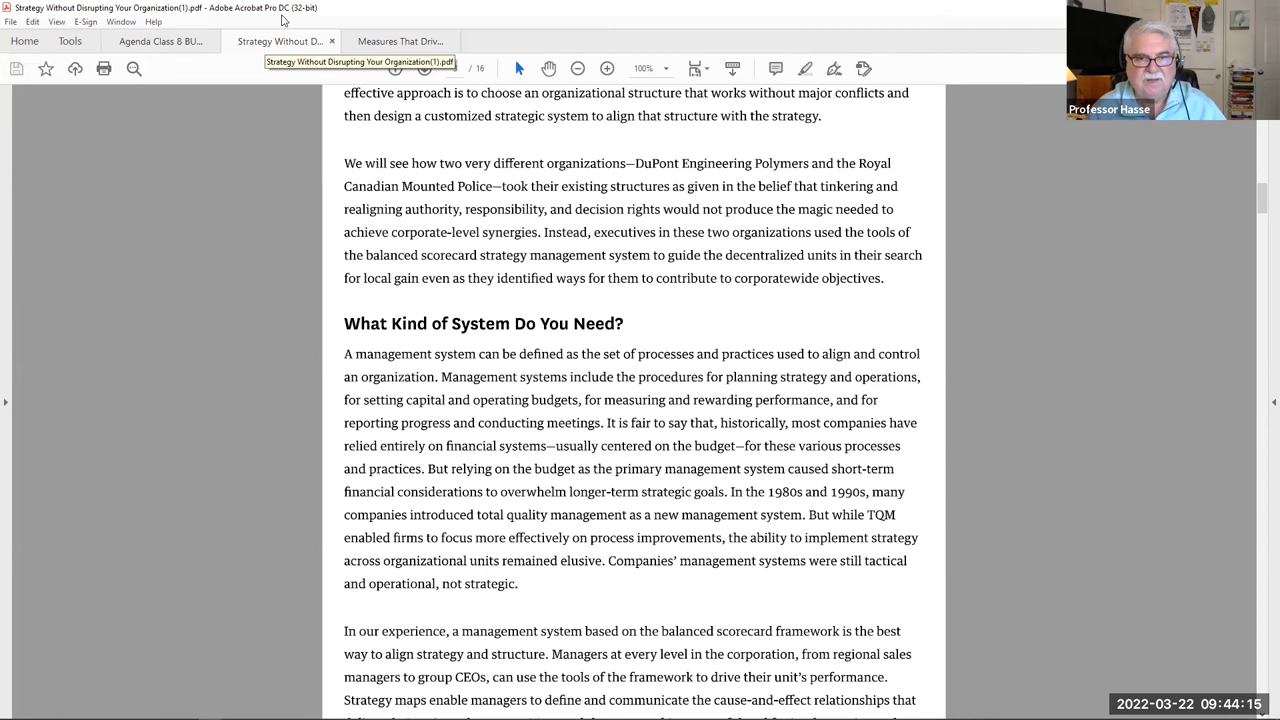 Strategy Without Disrupting Your Organization(1).pdf - Adobe Acrobat Pro DC (32-bit)
File Edit View E-Sign Window Help
Home Tools Agenda Class 8 BU... Strategy Without D... × Measures That Driv...
Strategy Without Disrupting Your Organization(1).pdf
/ 16 100%
Professor Hasse
effective approach is to choose an organizational structure that works without major conflicts and
then design a customized strategic system to align that structure with the strategy.
We will see how two very different organizations—DuPont Engineering Polymers and the Royal
Canadian Mounted Police—took their existing structures as given in the belief that tinkering and
realigning authority, responsibility, and decision rights would not produce the magic needed to
achieve corporate-level synergies. Instead, executives in these two organizations used the tools of
the balanced scorecard strategy management system to guide the decentralized units in their search
for local gain even as they identified ways for them to contribute to corporatewide objectives.
What Kind of System Do You Need?
A management system can be defined as the set of processes and practices used to align and control
an organization. Management systems include the procedures for planning strategy and operations,
for setting capital and operating budgets, for measuring and rewarding performance, and for
reporting progress and conducting meetings. It is fair to say that, historically, most companies have
relied entirely on financial systems—usually centered on the budget—for these various processes
and practices. But relying on the budget as the primary management system caused short-term
financial considerations to overwhelm longer-term strategic goals. In the 1980s and 1990s, many
companies introduced total quality management as a new management system. But while TQM
enabled firms to focus more effectively on process improvements, the ability to implement strategy
across organizational units remained elusive. Companies’ management systems were still tactical
and operational, not strategic.
In our experience, a management system based on the balanced scorecard framework is the best
way to align strategy and structure. Managers at every level in the corporation, from regional sales
managers to group CEOs, can use the tools of the framework to drive their unit’s performance.
Strategy maps enable managers to define and communicate the cause-and-effect relationships that
2022-03-22 09:44:15